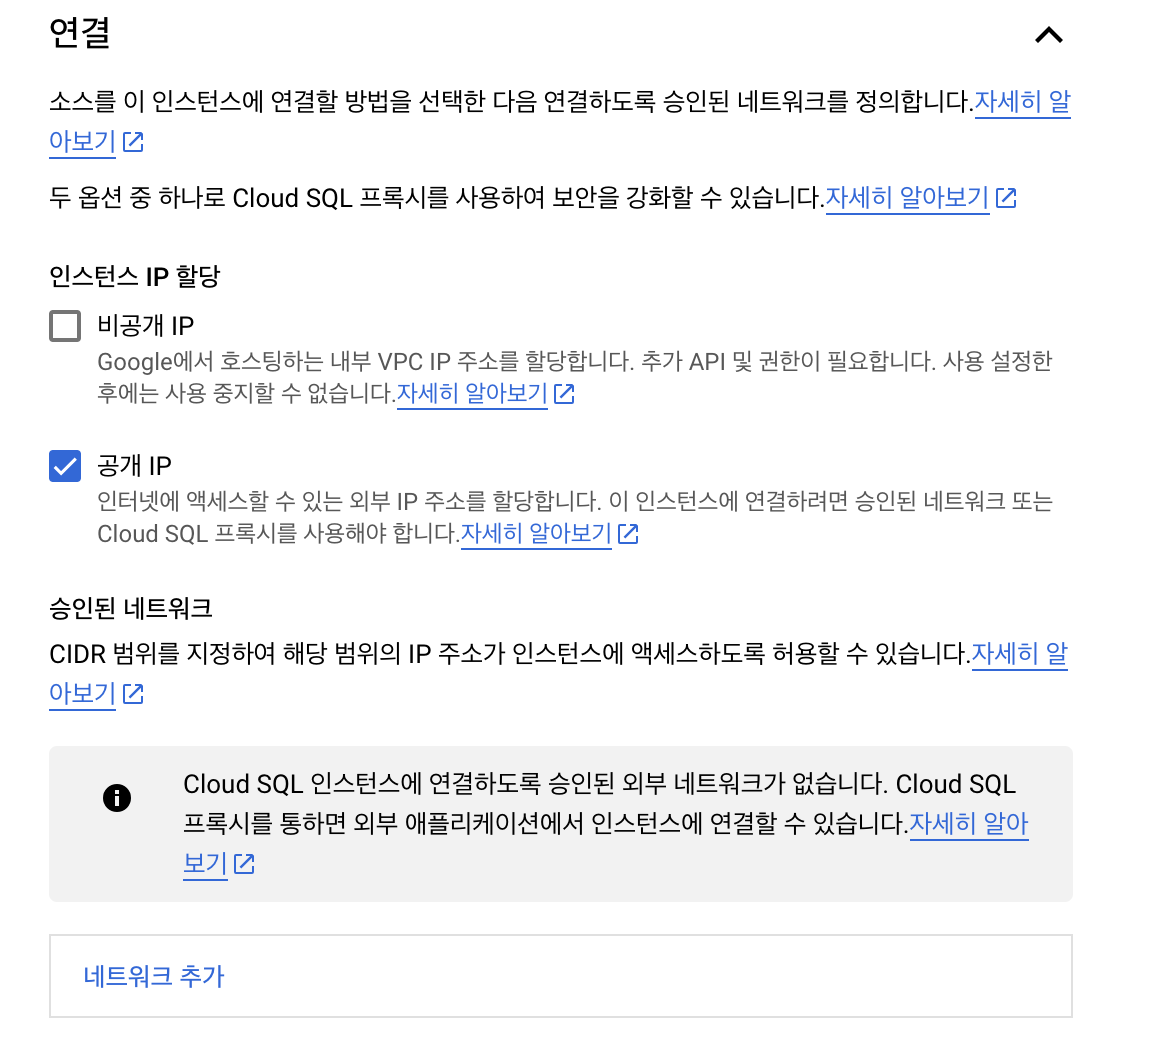 연결
소스를 이 인스턴스에 연결할 방법을 선택한 다음 연결하도록 승인된 네트워크를 정의합니다.자세히 알
아보기
두 옵션 중 하나로 Cloud SQL 프록시를 사용하여 보안을 강화할 수 있습니다.자세히 알아보기
인스턴스 IP 할당
비공개 IP
Google에서 호스팅하는 내부 VPC IP 주소를 할당합니다. 추가 API 및 권한이 필요합니다. 사용 설정한
후에는 사용 중지할 수 없습니다.자세히 알아보기
공개 IP
인터넷에 액세스할 수 있는 외부 IP 주소를 할당합니다. 이 인스턴스에 연결하려면 승인된 네트워크 또는
Cloud SQL 프록시를 사용해야 합니다.자세히 알아보기
승인된 네트워크
CIDR 범위를 지정하여 해당 범위의 IP 주소가 인스턴스에 액세스하도록 허용할 수 있습니다.자세히 알
아보기
Cloud SQL 인스턴스에 연결하도록 승인된 외부 네트워크가 없습니다. Cloud SQL
프록시를 통하면 외부 애플리케이션에서 인스턴스에 연결할 수 있습니다.자세히 알아
보기
네트워크 추가